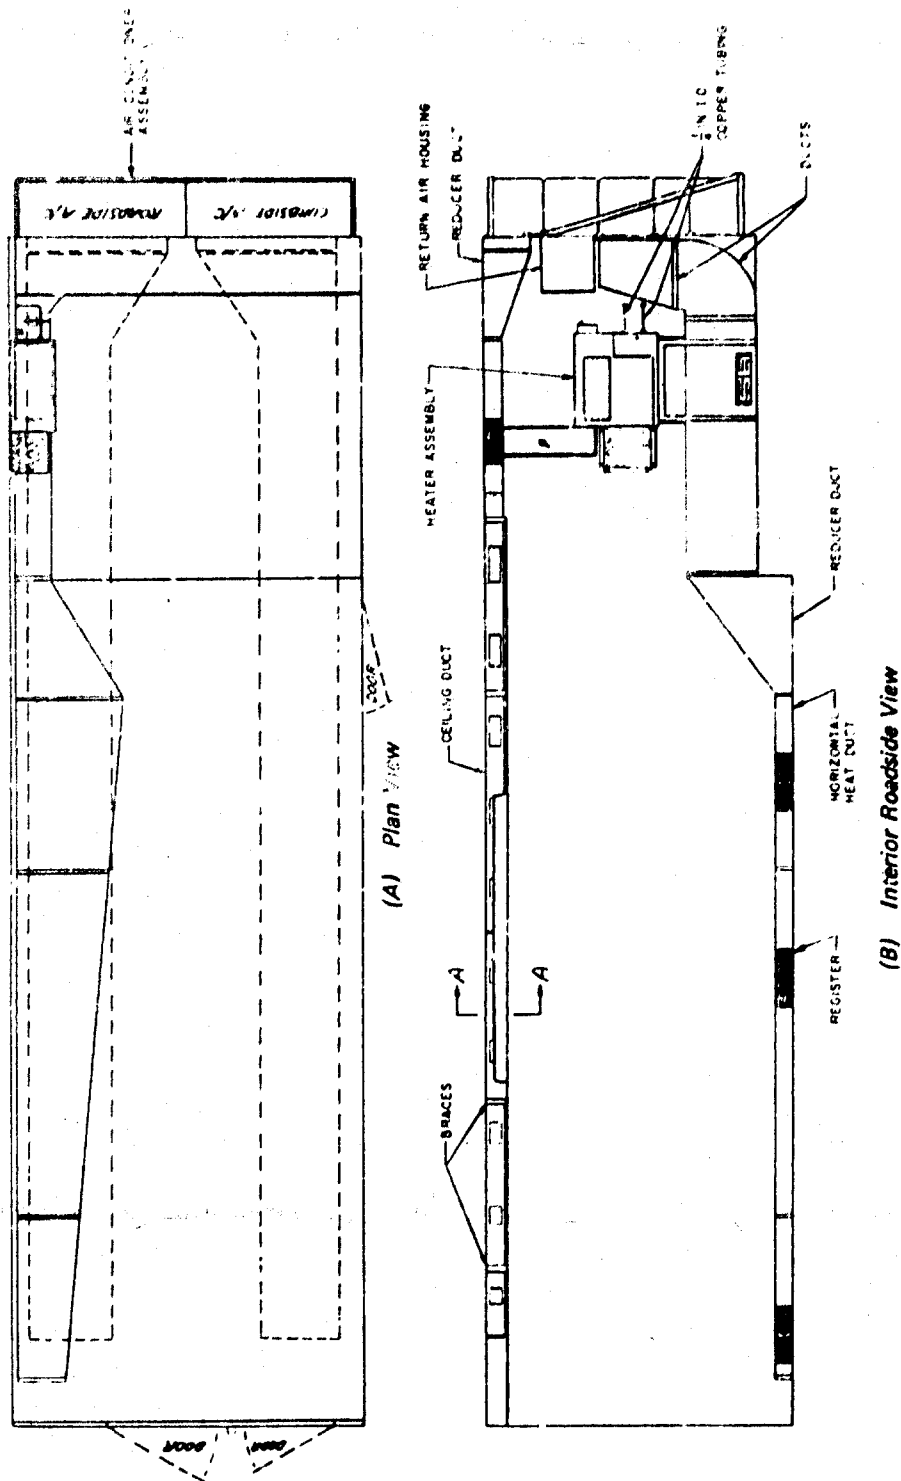 AIR CONDITIONER
ASSEMBLY
ROADSIDE A/C
CURBSIDE A/C
DOOR
DOOR
DOOR
(A) Plan View
RETURN AIR HOUSING
REDUCER DUCT
IN I D
COPPER TUBING
DUCTS
HEATER ASSEMBLY
CEILING DUCT
REDUCER DUCT
A
A
BRACES
HORIZONTAL
HEAT DUCT
REGISTER
(B) Interior Roadside View